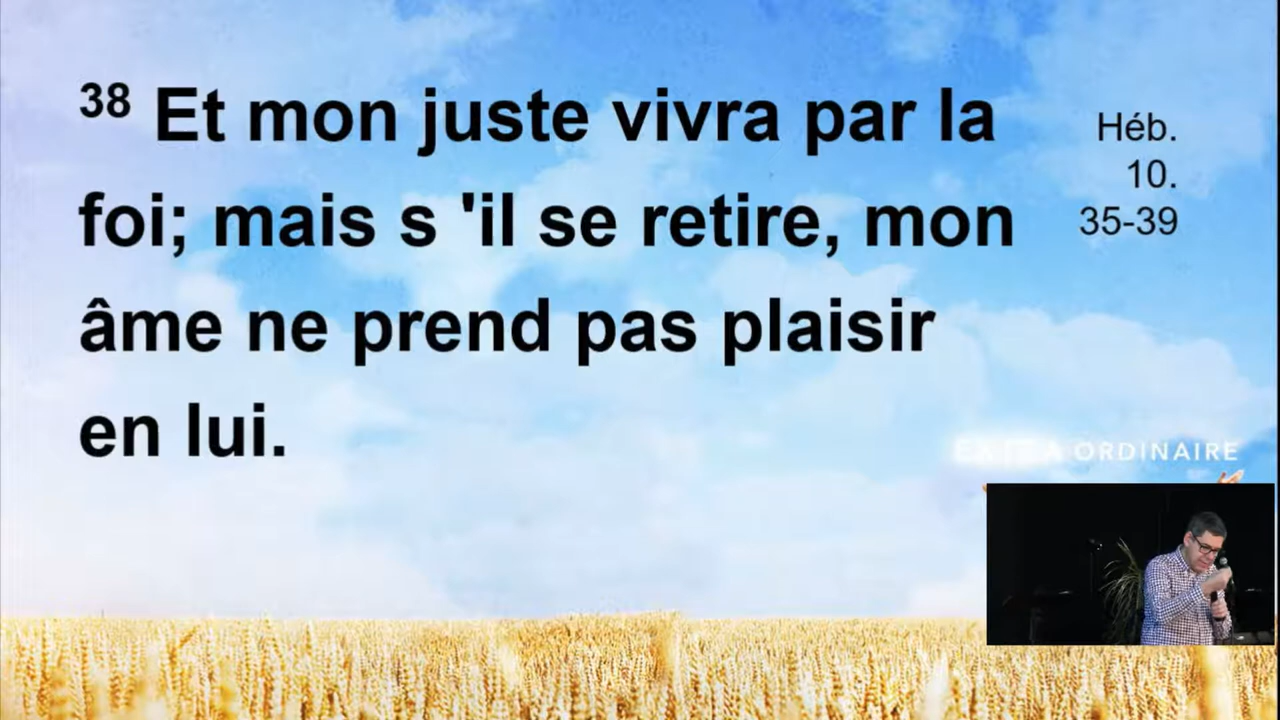 38 Et mon juste vivra par la
foi; mais s 'il se retire, mon
âme ne prend pas plaisir
en lui.
Héb.
10.
35-39
EXTRA ORDINAIRE